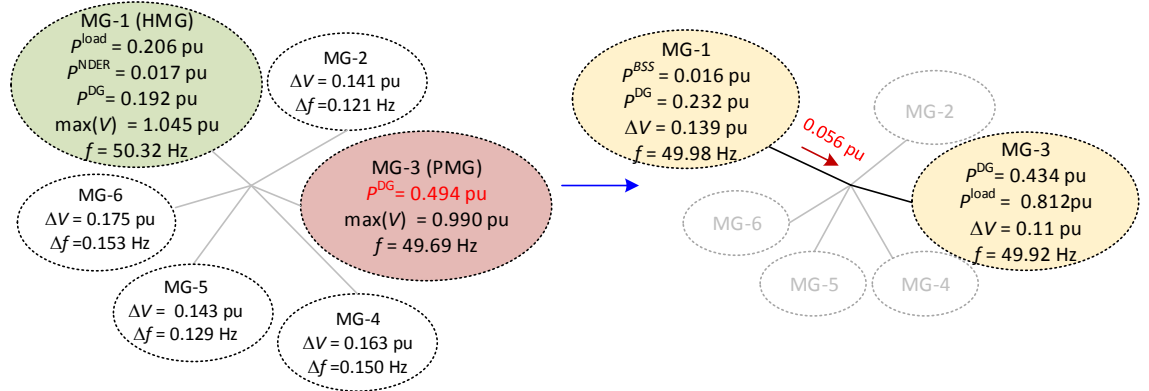 MG-1 (HMG)
P^load = 0.206 pu
P^NDER = 0.017 pu
P^DG = 0.192 pu
max(V) = 1.045 pu
f = 50.32 Hz
MG-2
ΔV = 0.141 pu
Δf = 0.121 Hz
MG-3 (PMG)
P^DG = 0.494 pu
max(V) = 0.990 pu
f = 49.69 Hz
MG-6
ΔV = 0.175 pu
Δf = 0.153 Hz
MG-5
ΔV = 0.143 pu
Δf = 0.129 Hz
MG-4
ΔV = 0.163 pu
Δf = 0.150 Hz
MG-1
P^BSS = 0.016 pu
P^DG = 0.232 pu
ΔV = 0.139 pu
f = 49.98 Hz
0.056 pu
MG-2
MG-3
P^DG = 0.434 pu
P^load = 0.812pu
ΔV = 0.11 pu
f = 49.92 Hz
MG-6
MG-5
MG-4